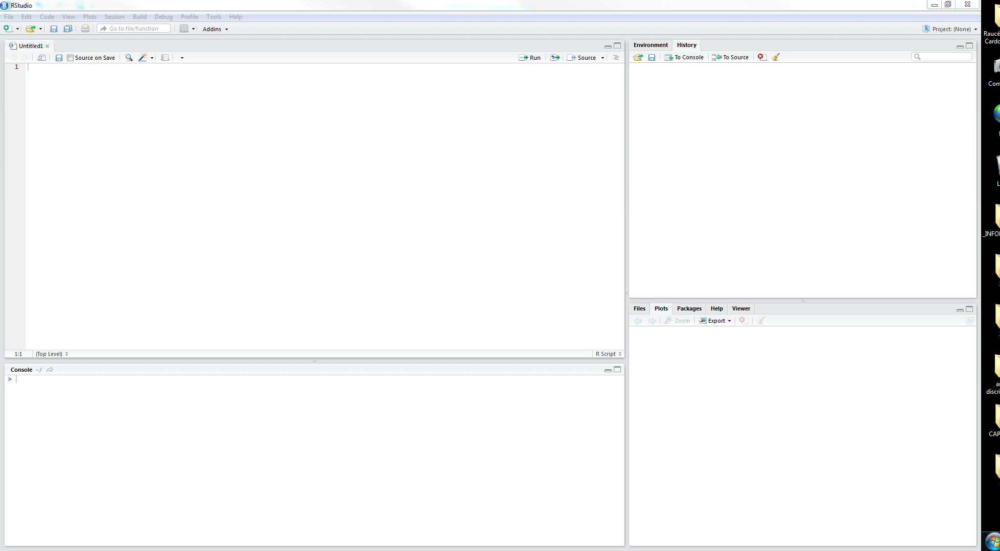 RStudio
File Edit Code View Plots Session Build Debug Profile Tools Help
Go to file/function Addins Project: (None)
Untitled1
Source on Save Run Source
1
1:1 (Top Level) R Script
Console ~/
>
Environment History
To Console To Source
Files Plots Packages Help Viewer
Zoom Export
Raucé
Cardo
Com
L
_INFO
discri
CAP